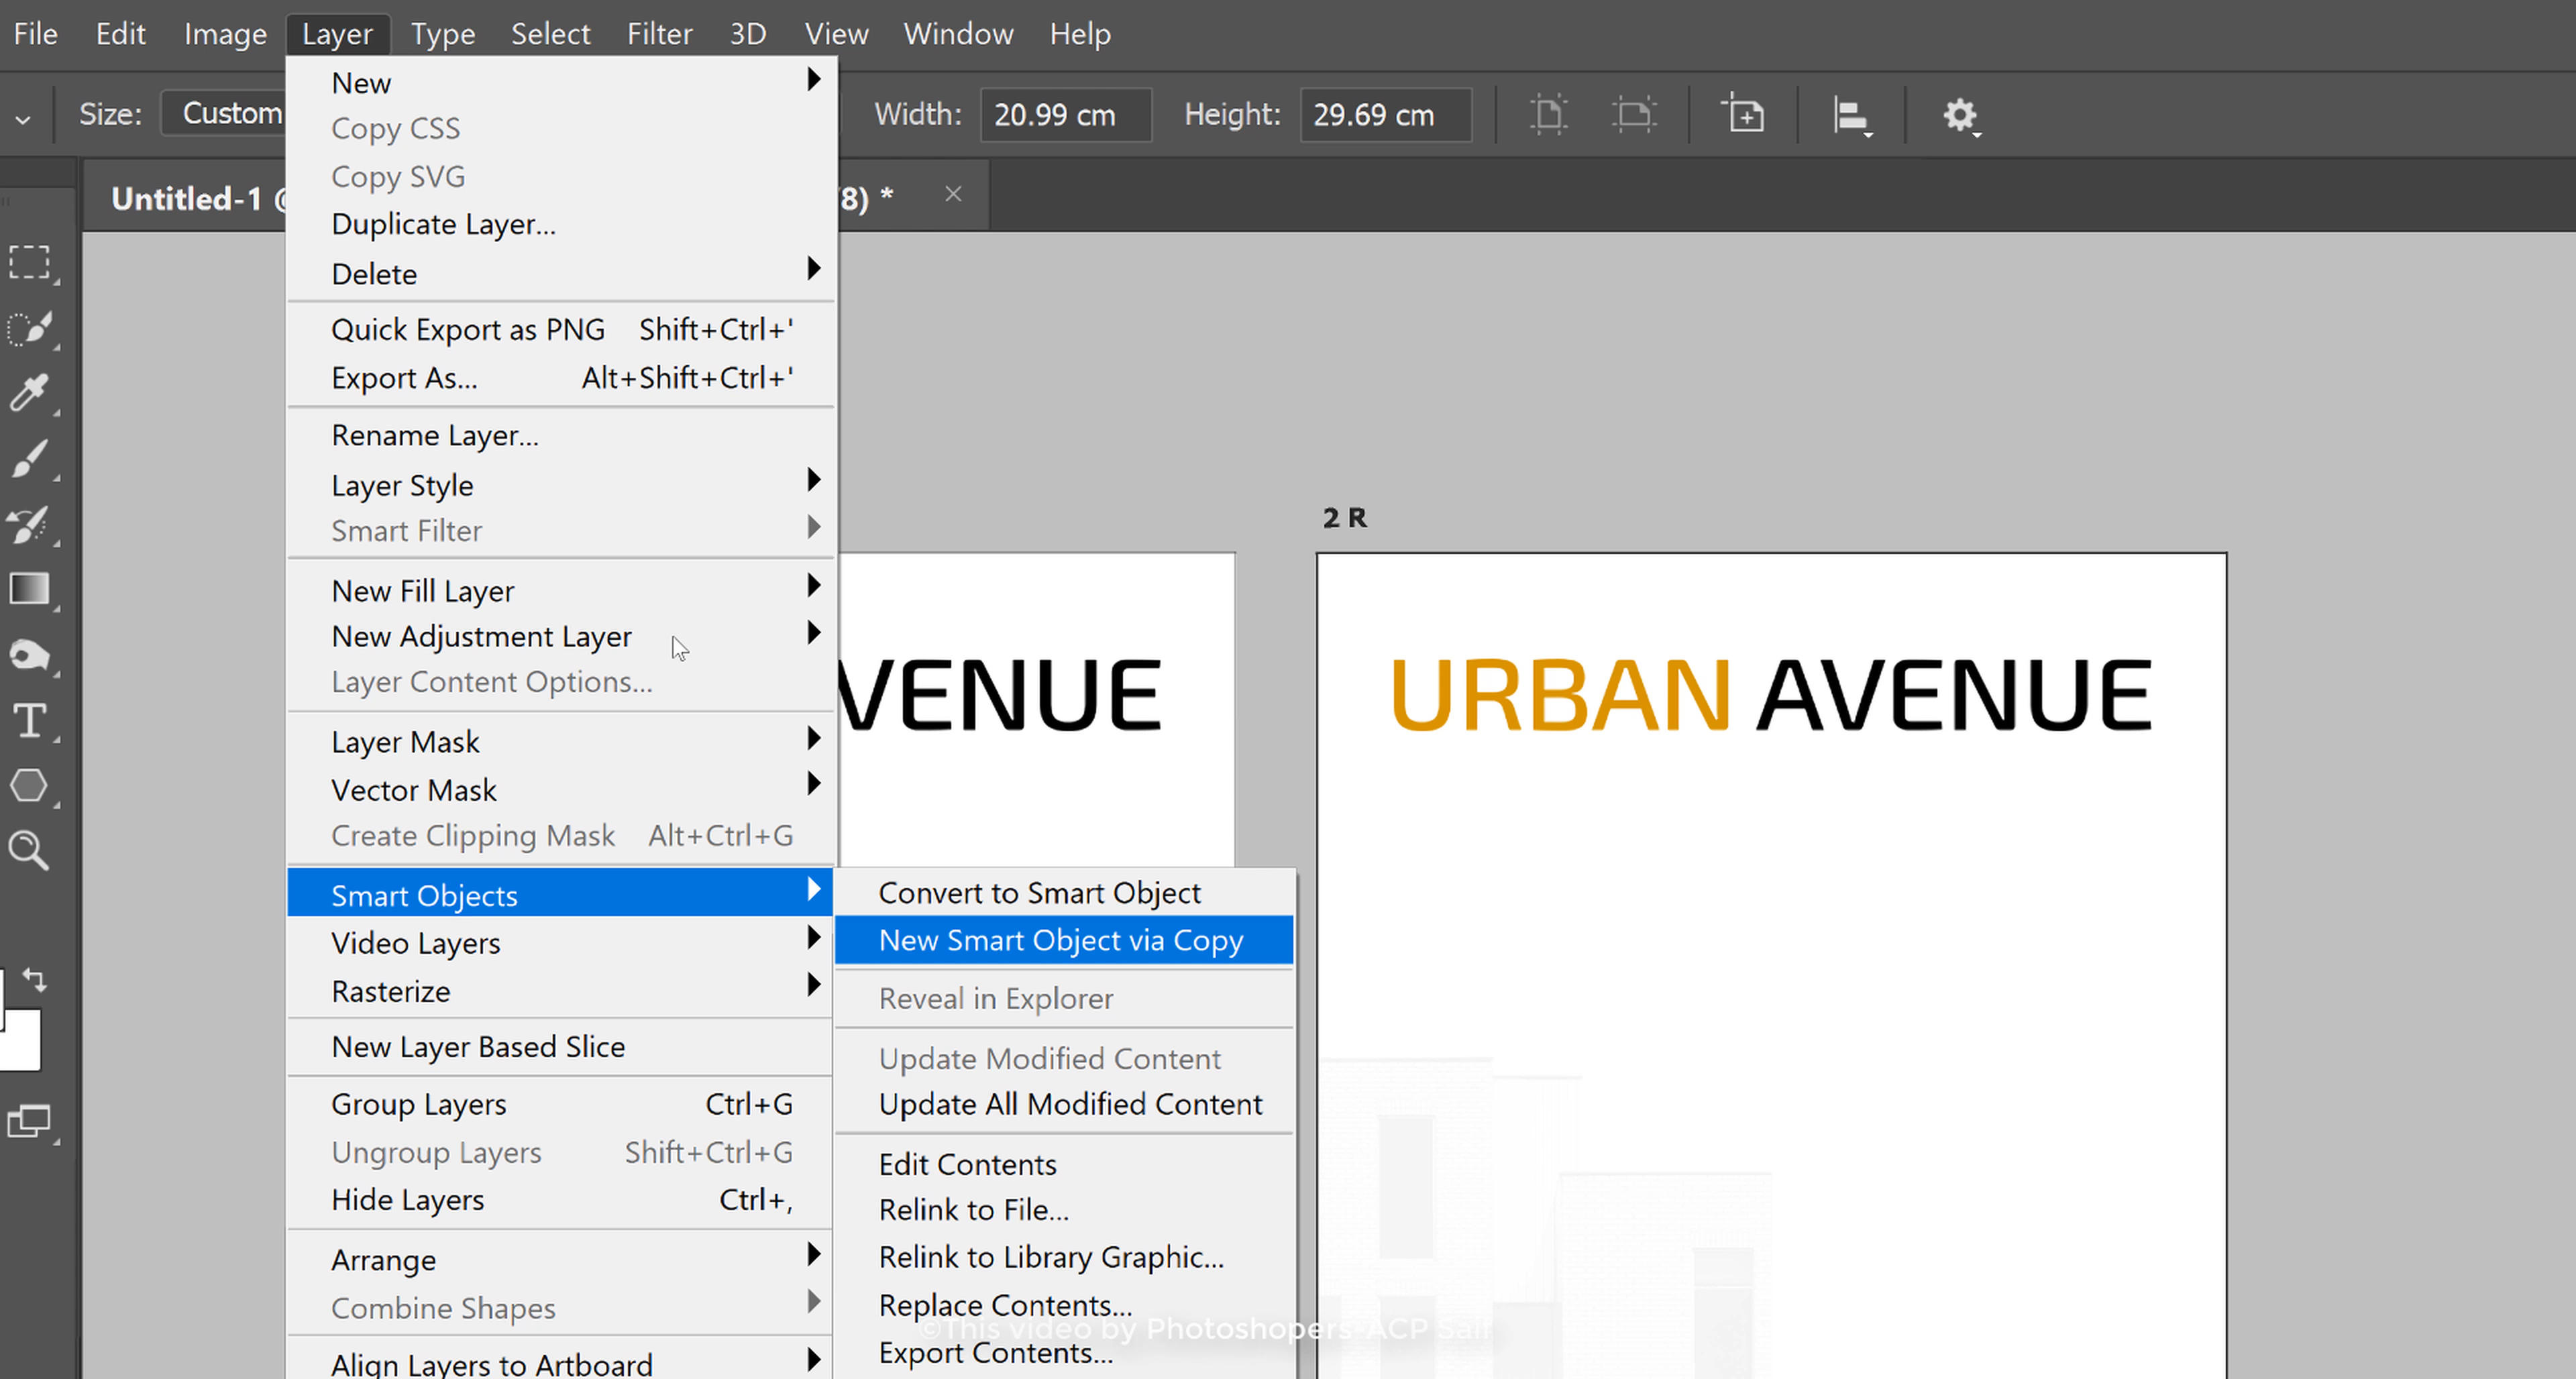 File Edit Image Layer Type Select Filter 3D View Window Help
Size: Custom Width: 20.99 cm Height: 29.69 cm
Untitled-1 @ 8) * ×
New
Copy CSS
Copy SVG
Duplicate Layer...
Delete
Quick Export as PNG Shift+Ctrl+'
Export As... Alt+Shift+Ctrl+'
Rename Layer...
Layer Style
Smart Filter
New Fill Layer
New Adjustment Layer
Layer Content Options...
Layer Mask
Vector Mask
Create Clipping Mask Alt+Ctrl+G
Smart Objects
Video Layers
Rasterize
New Layer Based Slice
Group Layers Ctrl+G
Ungroup Layers Shift+Ctrl+G
Hide Layers Ctrl+,
Arrange
Combine Shapes
Align Layers to Artboard
Convert to Smart Object
New Smart Object via Copy
Reveal in Explorer
Update Modified Content
Update All Modified Content
Edit Contents
Relink to File...
Relink to Library Graphic...
Replace Contents...
Export Contents...
VENUE
2 R
URBAN AVENUE
©This video by Photoshopers-ACP